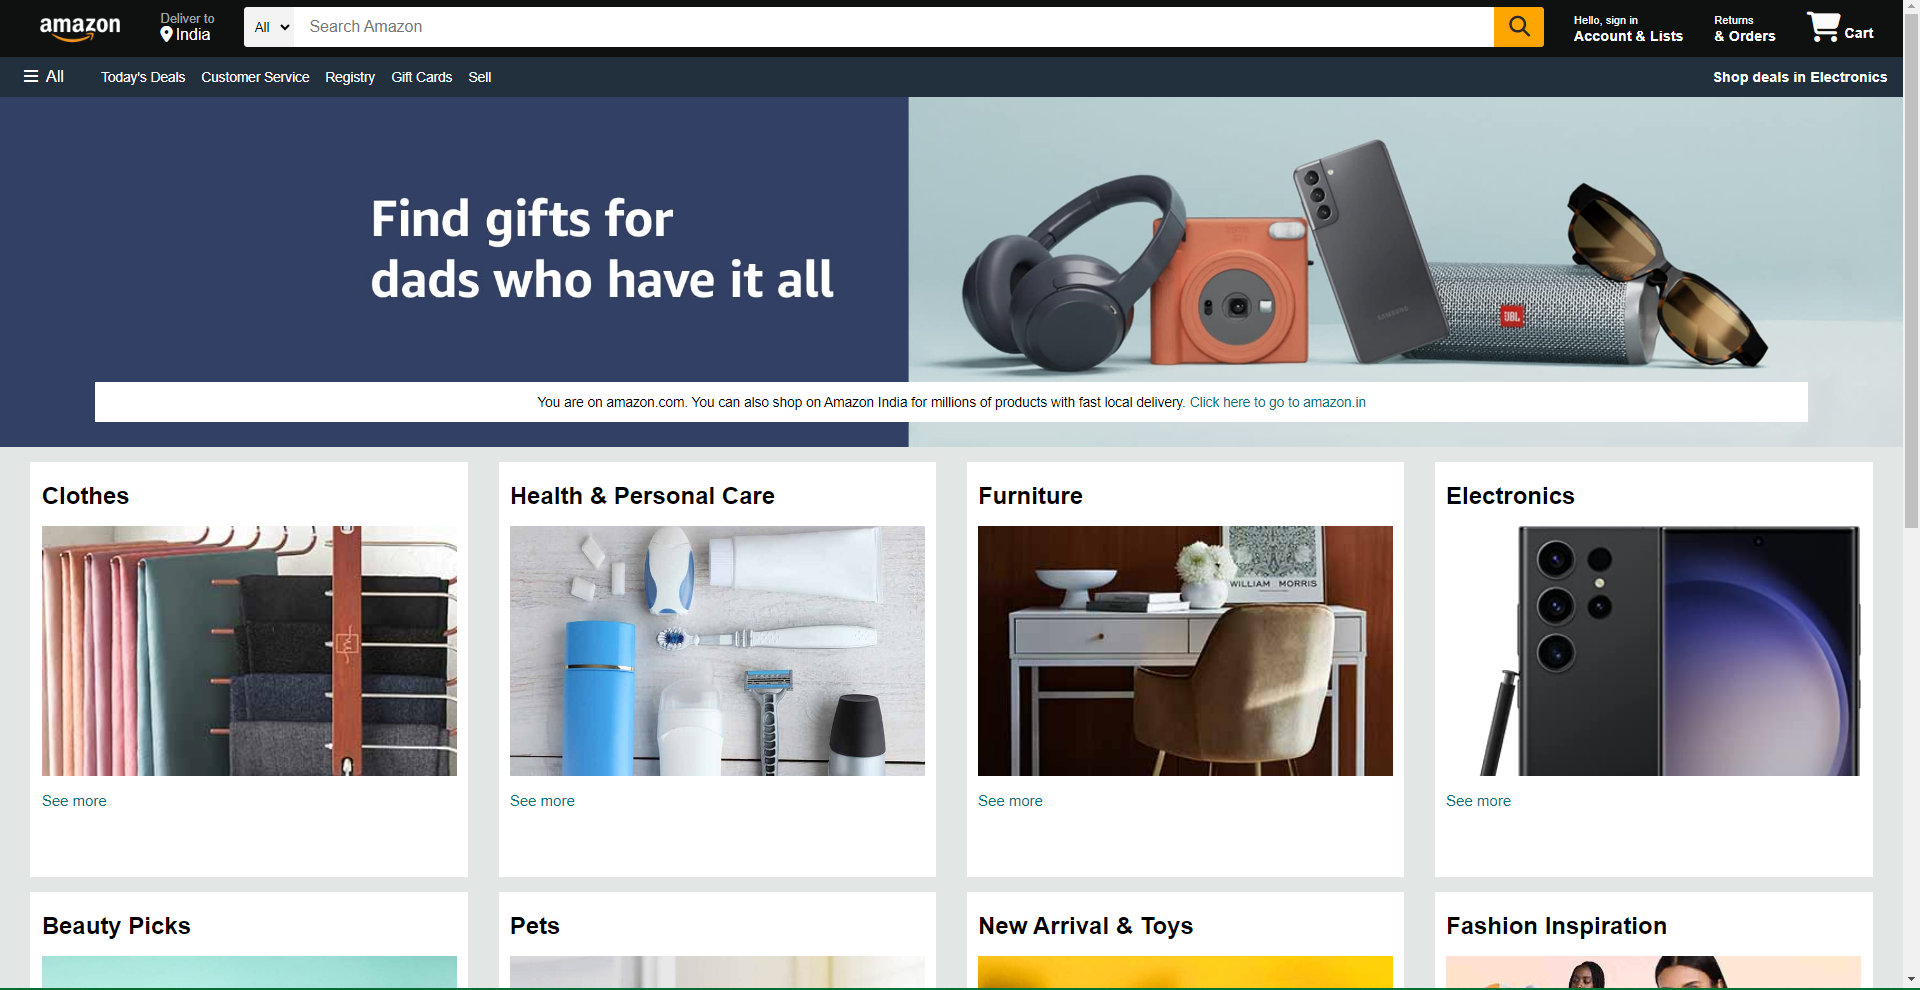 amazon
Deliver to
India
All
Search Amazon
Hello, sign in
Account & Lists
Returns
& Orders
Cart
All
Today's Deals
Customer Service
Registry
Gift Cards
Sell
Shop deals in Electronics
Find gifts for
dads who have it all
SAMSUNG
JBL
You are on amazon.com. You can also shop on Amazon India for millions of products with fast local delivery. Click here to go to amazon.in
Clothes
Health & Personal Care
Furniture
Electronics
WILLIAM MORRIS
See more
See more
See more
See more
Beauty Picks
Pets
New Arrival & Toys
Fashion Inspiration